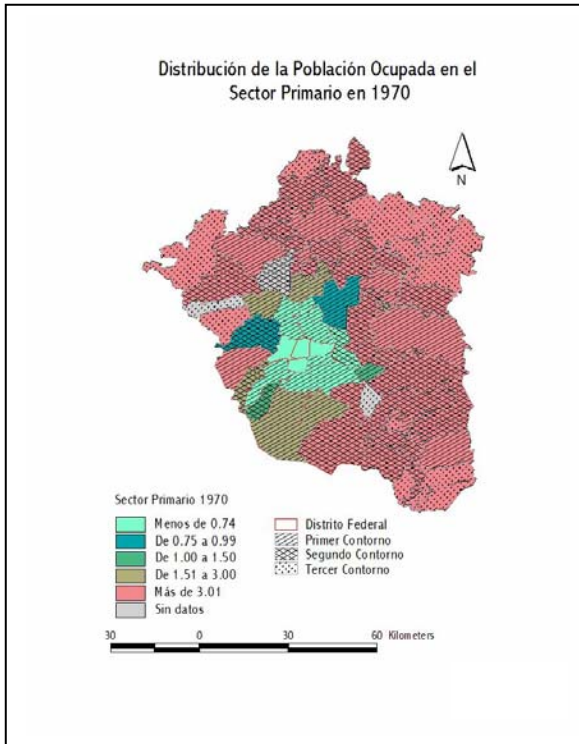 Distribución de la Población Ocupada en el
Sector Primario en 1970
N
Sector Primario 1970
Menos de 0.74
De 0.75 a 0.99
De 1.00 a 1.50
De 1.51 a 3.00
Más de 3.01
Sin datos
Distrito Federal
Primer Contorno
Segundo Contorno
Tercer Contorno
30 0 30 60 Kilometers